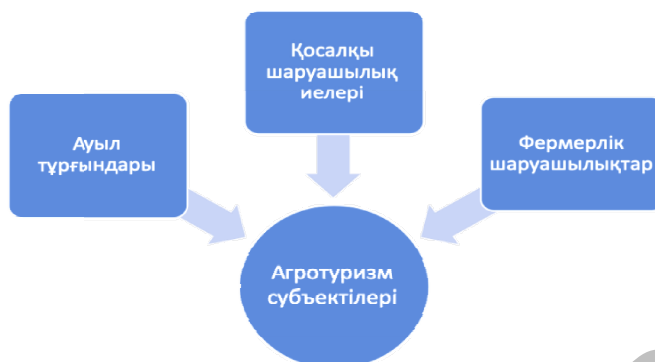 Қосалқы
шаруашылық
иелері
Ауыл
тұрғындары
Фермерлік
шаруашылықтар
Агротуризм
субъектілері